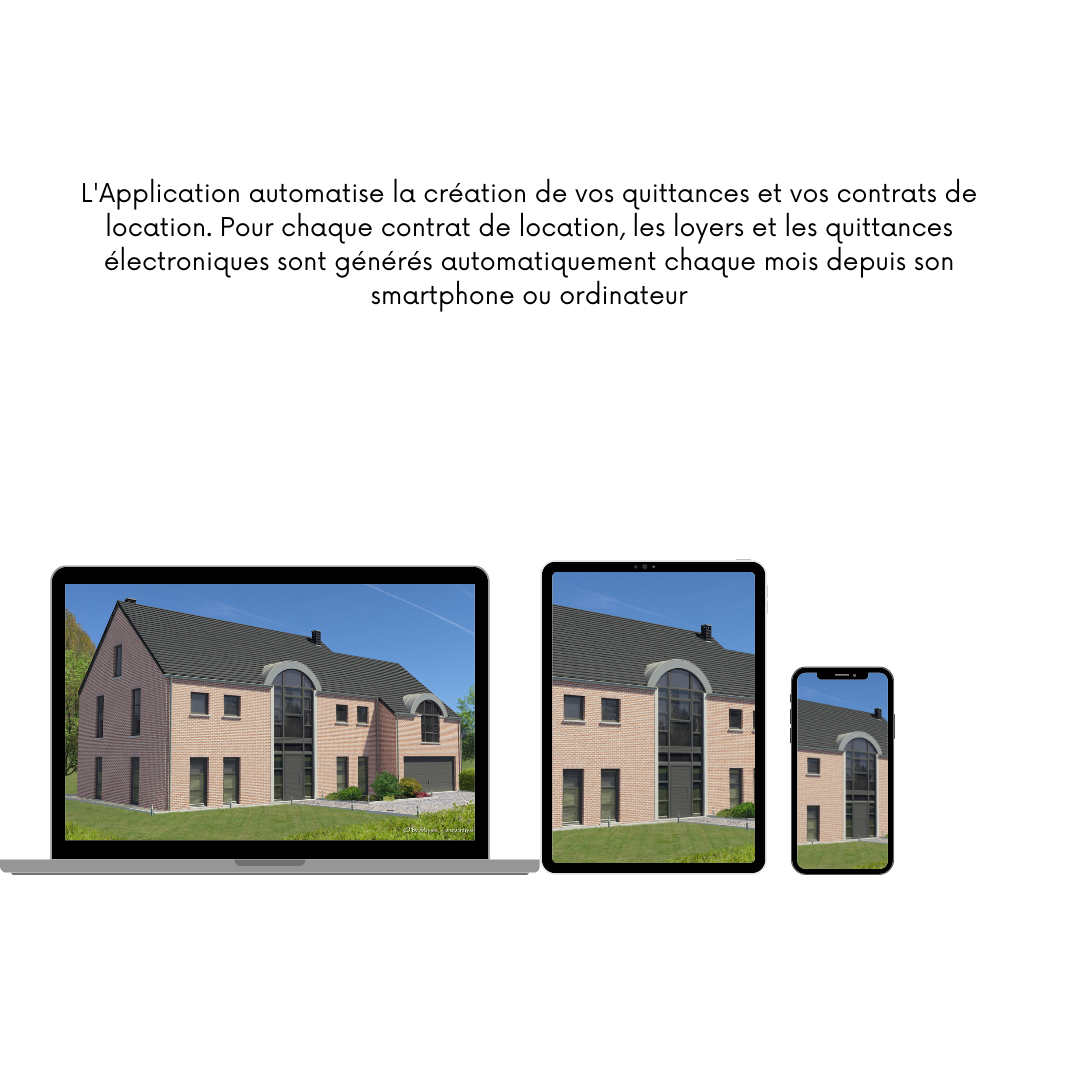 L'Application automatise la création de vos quittances et vos contrats de
location. Pour chaque contrat de location, les loyers et les quittances
électroniques sont générés automatiquement chaque mois depuis son
smartphone ou ordinateur